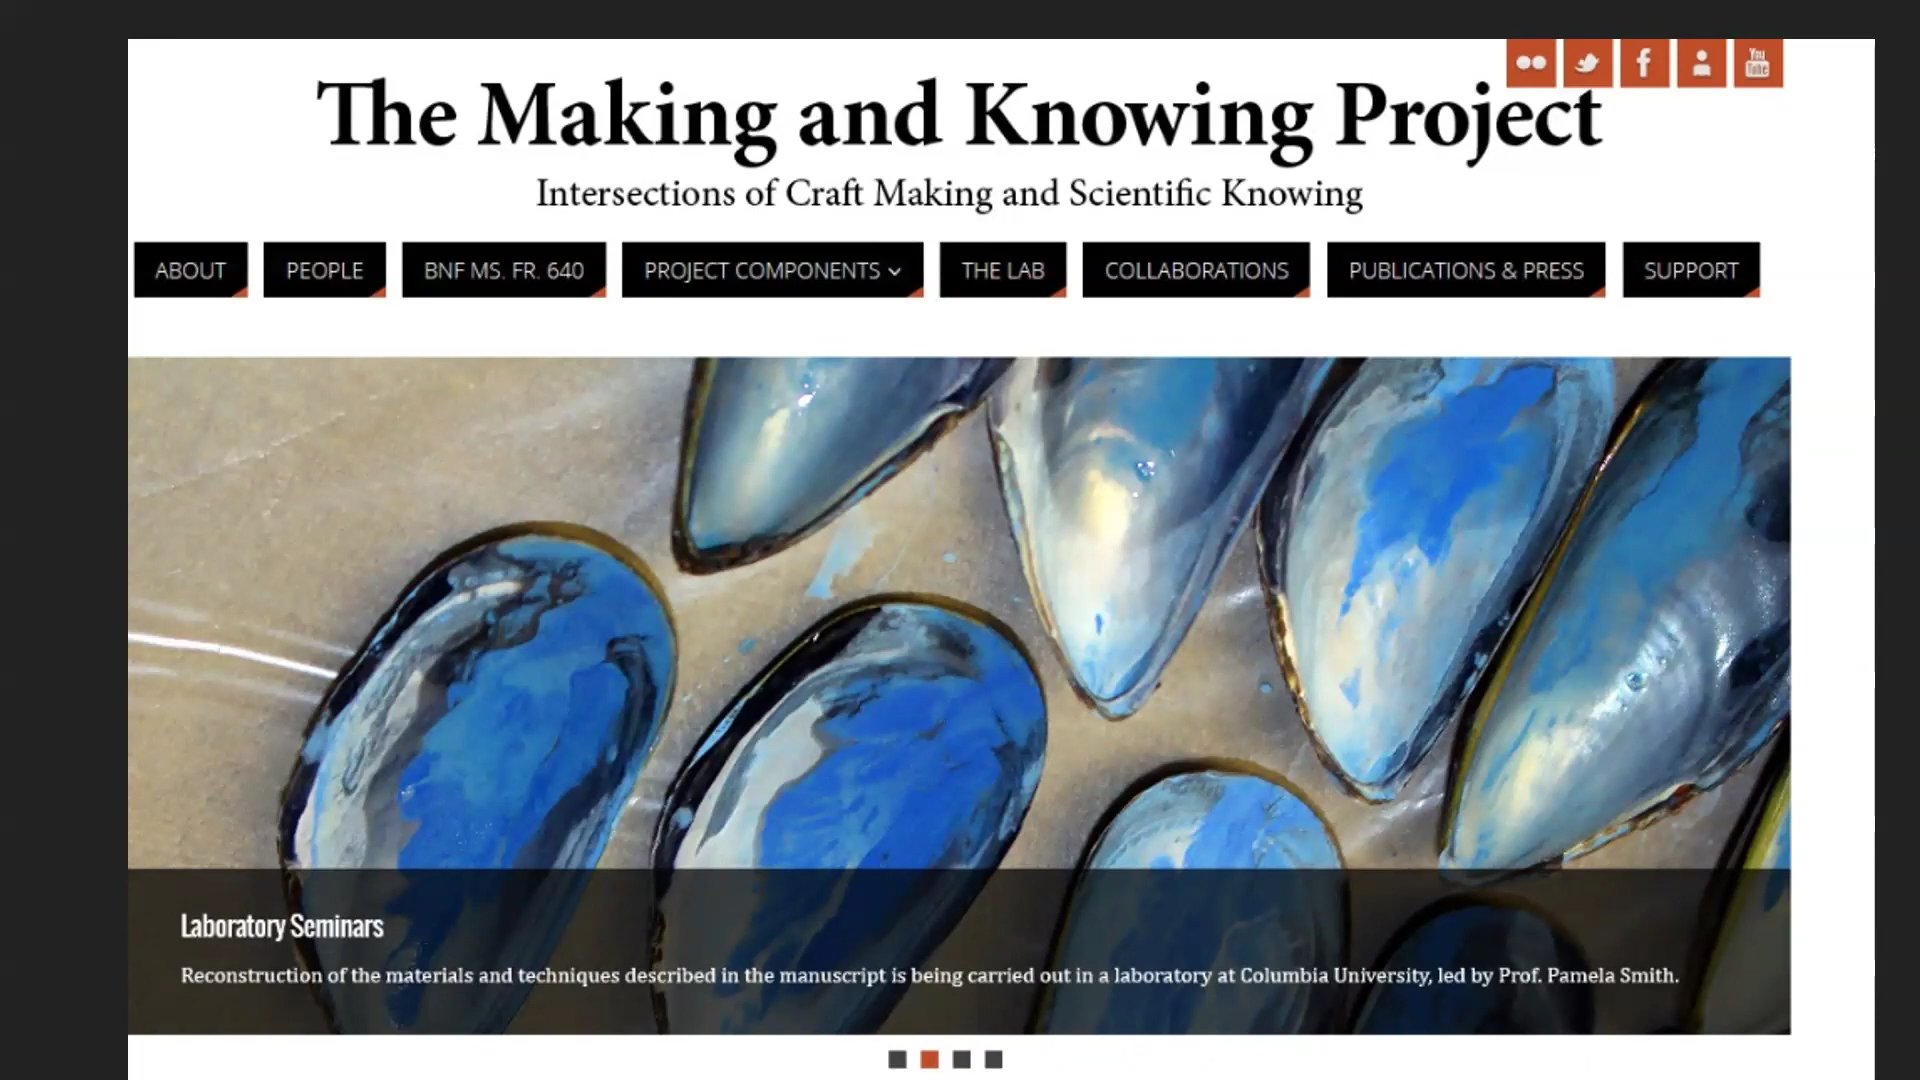 You
Tube
The Making and Knowing Project
Intersections of Craft Making and Scientific Knowing
ABOUT
PEOPLE
BNF MS. FR. 640
PROJECT COMPONENTS
THE LAB
COLLABORATIONS
PUBLICATIONS & PRESS
SUPPORT
Laboratory Seminars
Reconstruction of the materials and techniques described in the manuscript is being carried out in a laboratory at Columbia University, led by Prof. Pamela Smith.